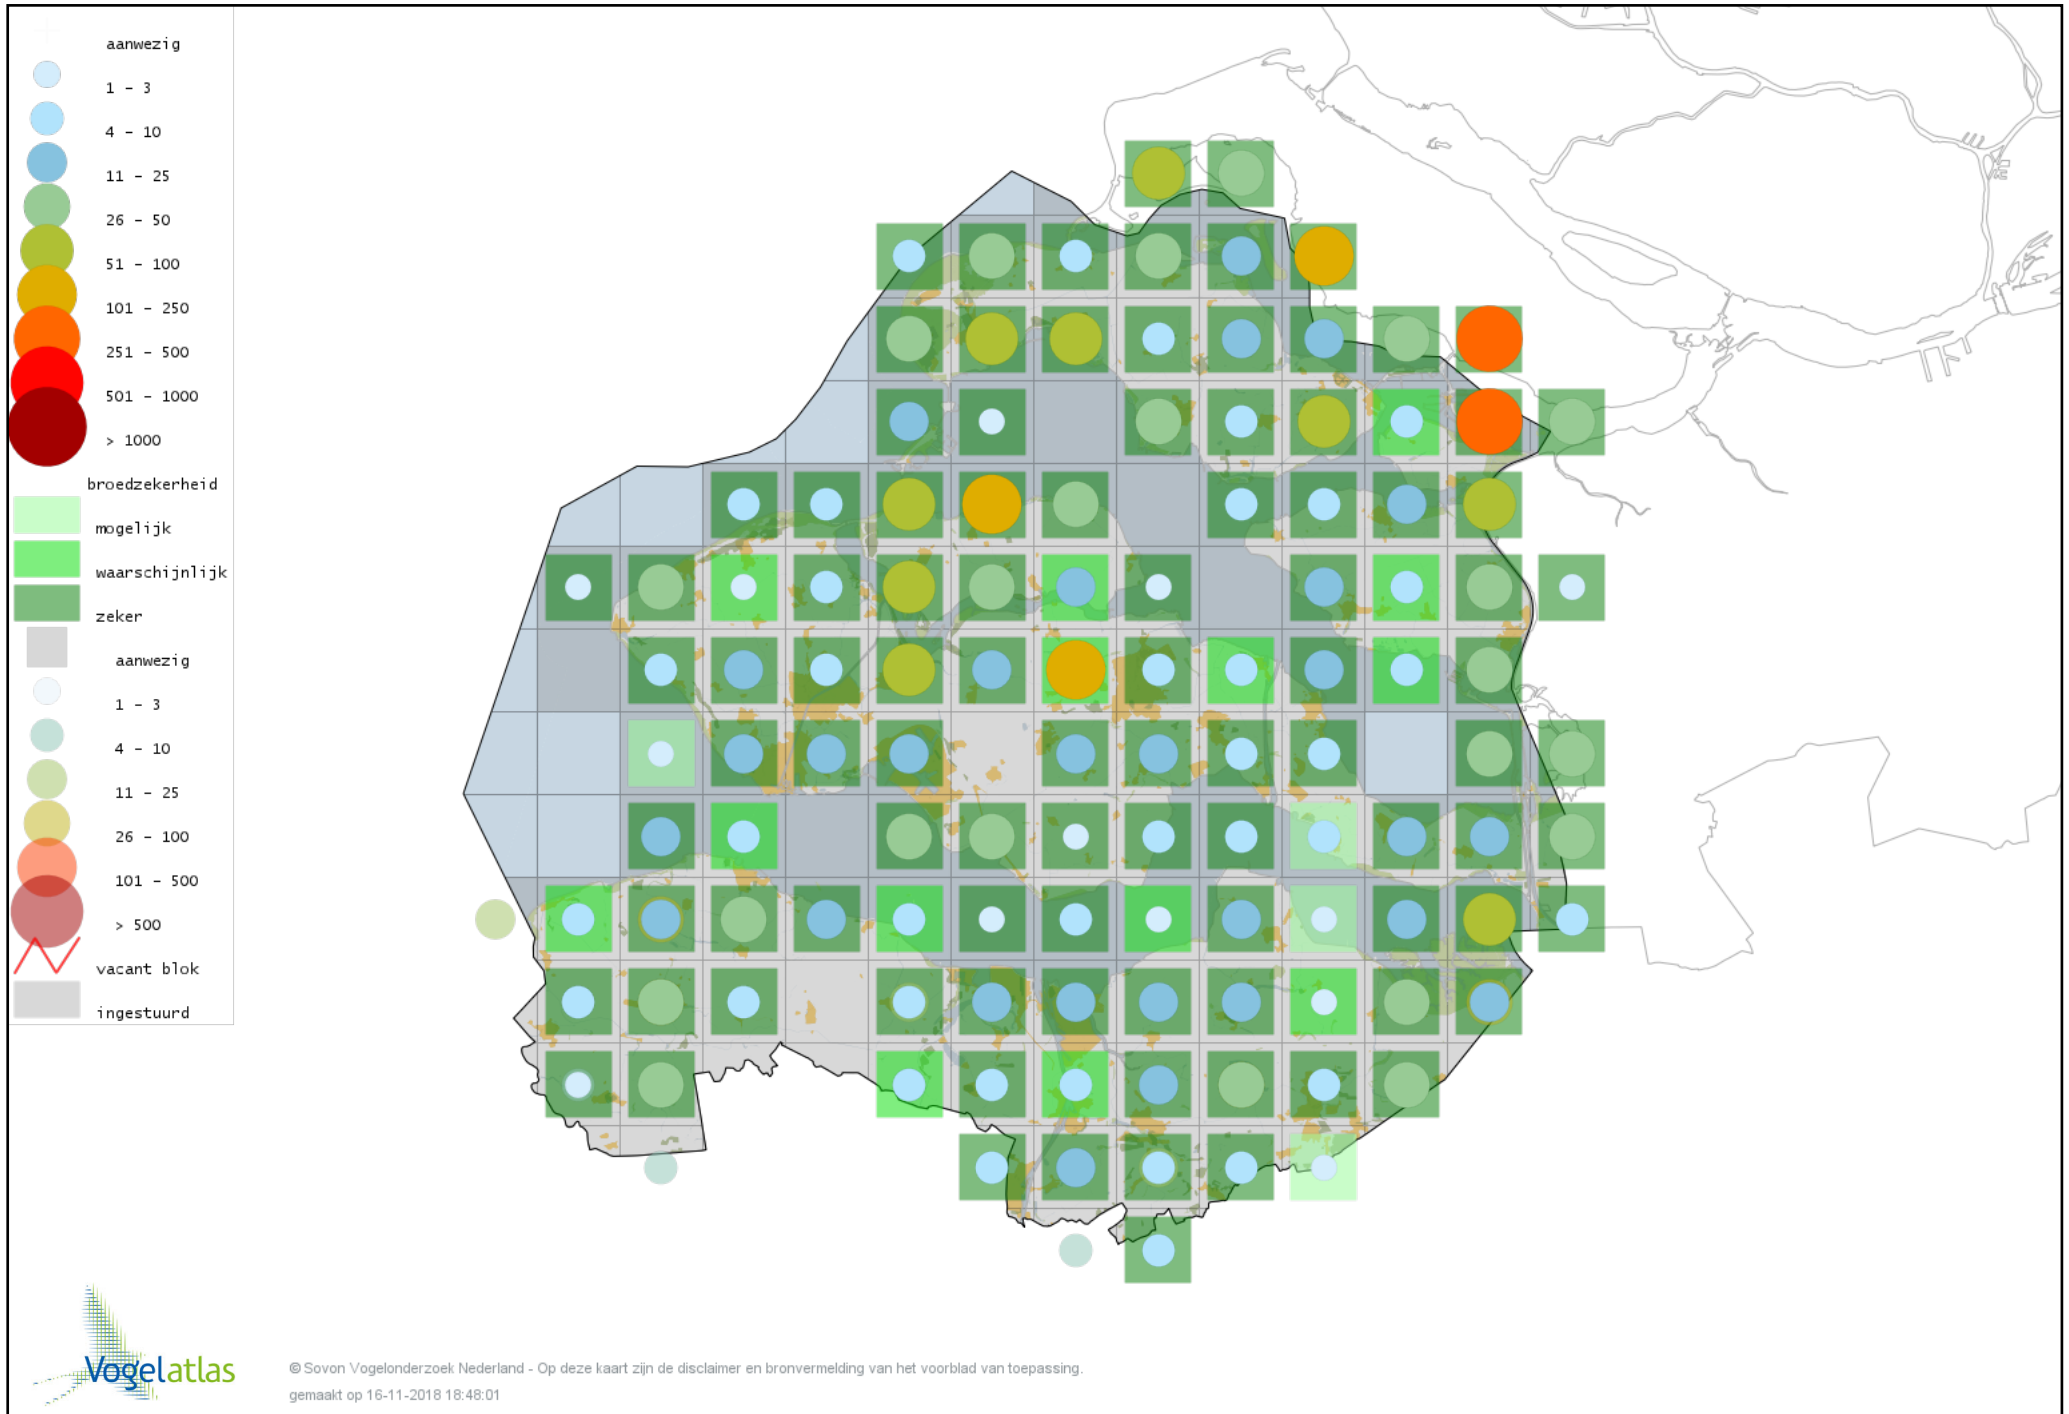 aanwezig
1 - 3
4 - 10
11 - 25
26 - 50
51 - 100
101 - 250
251 - 500
501 - 1000
> 1000
broedzekerheid
mogelijk
waarschijnlijk
zeker
aanwezig
1 - 3
4 - 10
11 - 25
26 - 100
101 - 500
> 500
vacant blok
ingestuurd
Vogelatlas
© Sovon Vogelonderzoek Nederland - Op deze kaart zijn de disclaimer en bronvermelding van het voorblad van toepassing.
gemaakt op 16-11-2018 18:48:01